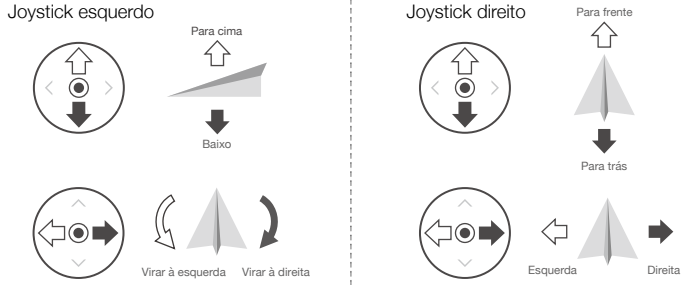 Joystick esquerdo
Para cima
Baixo
Virar à esquerda
Virar à direita
Joystick direito
Para frente
Para trás
Esquerda
Direita